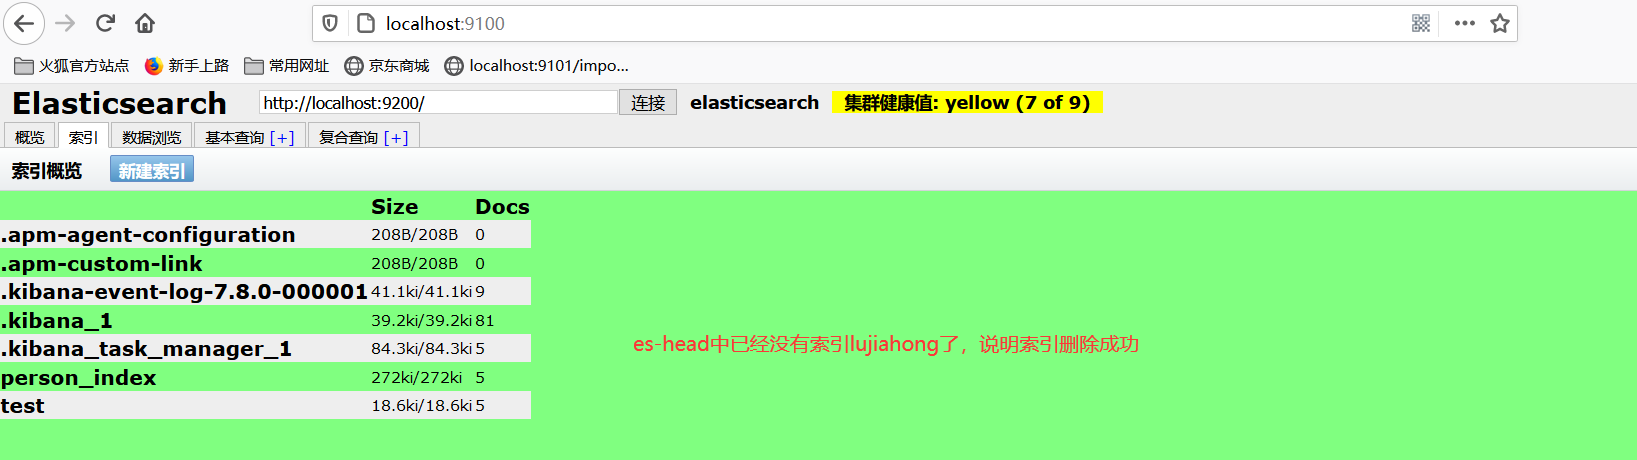 localhost:9100
火狐官方站点 新手上路 常用网址 京东商城 localhost:9101/impo...
Elasticsearch http://localhost:9200/ 连接 elasticsearch 集群健康值: yellow (7 of 9)
概览 索引 数据浏览 基本查询 [+] 复合查询 [+]
索引概览 新建索引
Size Docs
.apm-agent-configuration 208B/208B 0
.apm-custom-link 208B/208B 0
.kibana-event-log-7.8.0-000001 41.1ki/41.1ki 9
.kibana_1 39.2ki/39.2ki 81
.kibana_task_manager_1 84.3ki/84.3ki 5
es-head中已经没有索引lujiahong了，说明索引删除成功
person_index 272ki/272ki 5
test 18.6ki/18.6ki 5